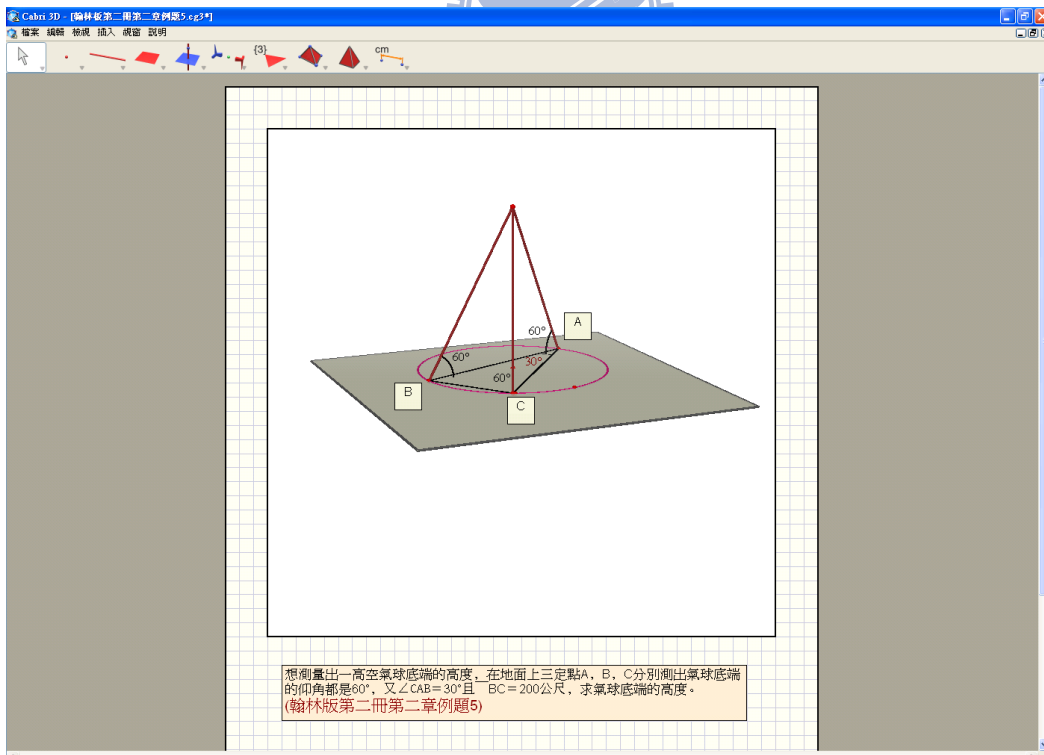 Cabri 3D - [翰林板第二冊第二章例題5.cg3*]
檔案 編輯 檢視 插入 視窗 說明
{3}
cm
A
60°
60°
30°
60°
B
C
想測量出一高空氣球底端的高度，在地面上三定點A，B，C分別測出氣球底端
的仰角都是60°，又∠CAB＝30°且 BC＝200公尺，求氣球底端的高度。
(翰林版第二冊第二章例題5)